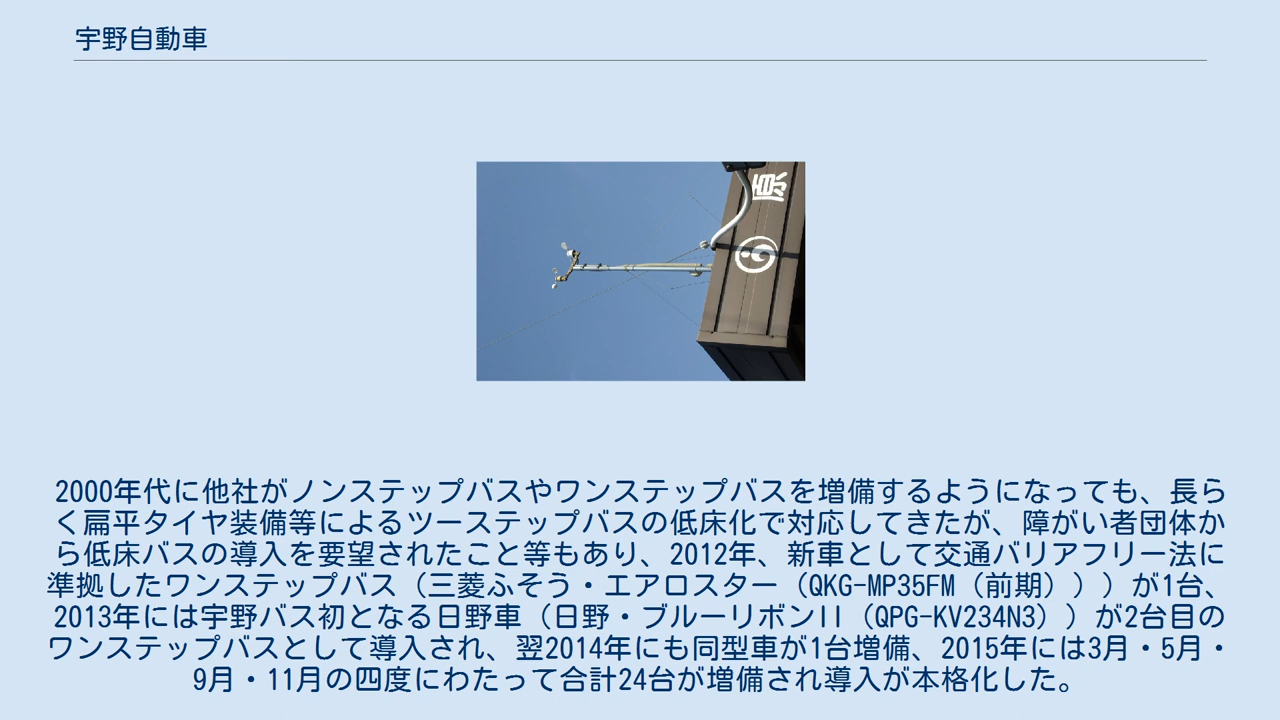 宇野自動車
原
2000年代に他社がノンステップバスやワンステップバスを増備するようになっても、長ら
く扁平タイヤ装備等によるツーステップバスの低床化で対応してきたが、障がい者団体か
ら低床バスの導入を要望されたこと等もあり、2012年、新車として交通バリアフリー法に
準拠したワンステップバス（三菱ふそう・エアロスター（QKG-MP35FM（前期）））が1台、
2013年には宇野バス初となる日野車（日野・ブルーリボンII（QPG-KV234N3））が2台目の
ワンステップバスとして導入され、翌2014年にも同型車が1台増備、2015年には3月・5月・
9月・11月の四度にわたって合計24台が増備され導入が本格化した。